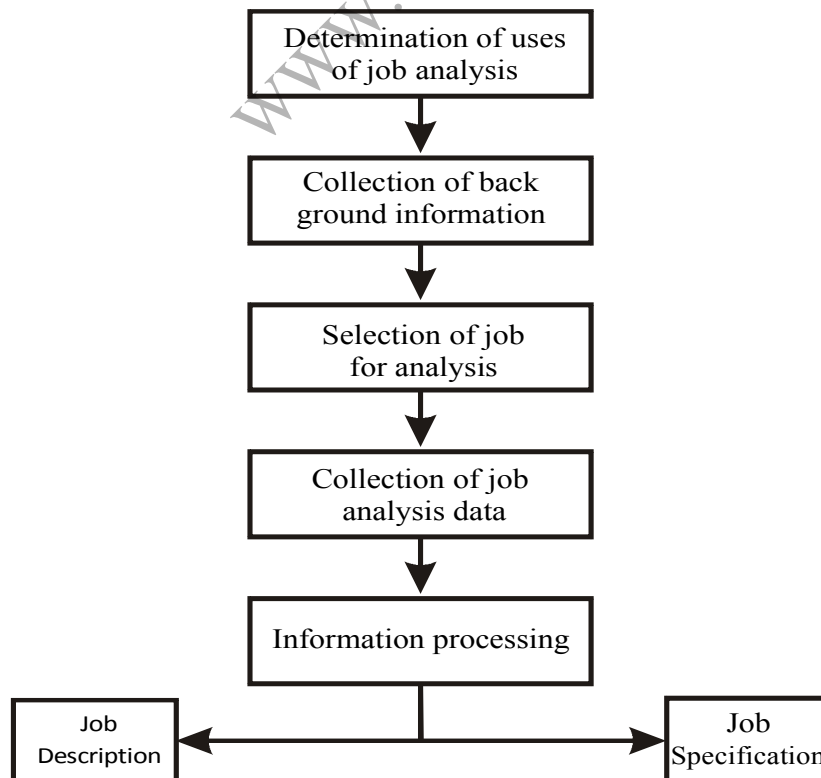 www.
Determination of uses
of job analysis
Collection of back
ground information
Selection of job
for analysis
Collection of job
analysis data
Information processing
Job
Description
Job
Specification